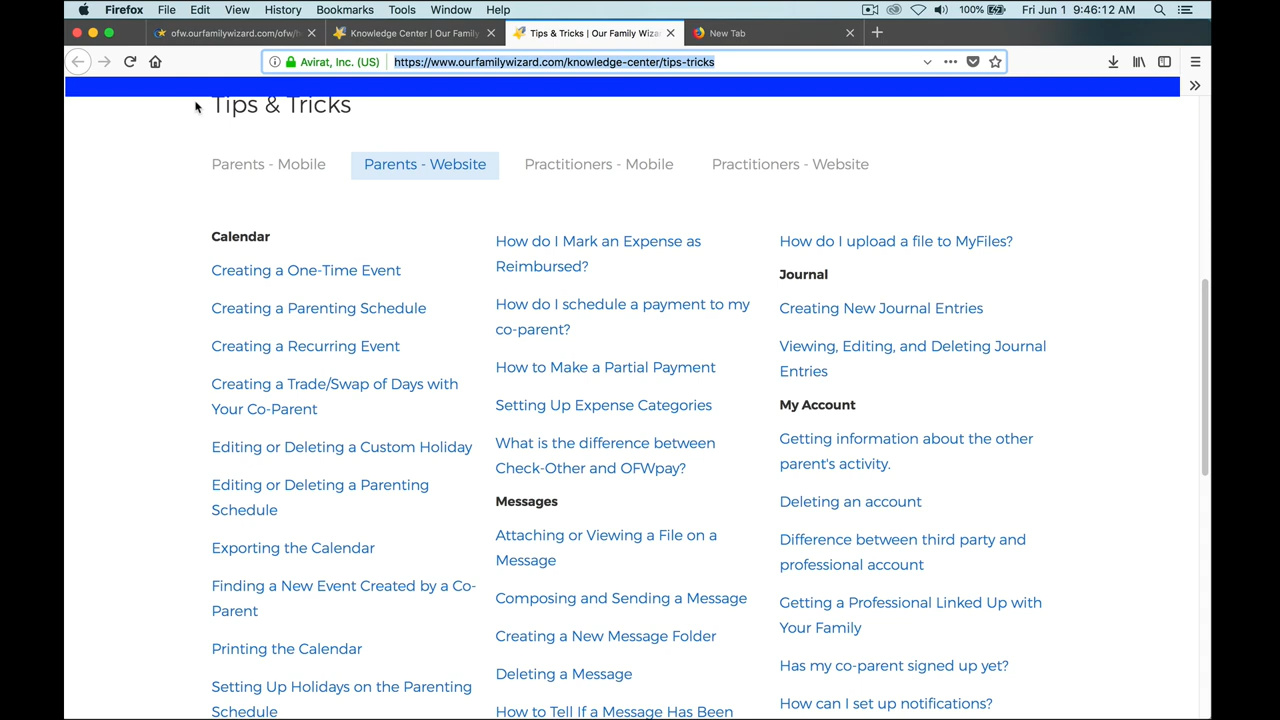 Firefox File Edit View History Bookmarks Tools Window Help 100% Fri Jun 1 9:46:12 AM
ofw.ourfamilywizard.com/ofw/h
Knowledge Center | Our Family
Tips & Tricks | Our Family Wiza
New Tab
Avirat, Inc. (US) https://www.ourfamilywizard.com/knowledge-center/tips-tricks
Tips & Tricks
Parents - Mobile Parents - Website Practitioners - Mobile Practitioners - Website
Calendar
Creating a One-Time Event
Creating a Parenting Schedule
Creating a Recurring Event
Creating a Trade/Swap of Days with
Your Co-Parent
Editing or Deleting a Custom Holiday
Editing or Deleting a Parenting
Schedule
Exporting the Calendar
Finding a New Event Created by a Co-
Parent
Printing the Calendar
Setting Up Holidays on the Parenting
Schedule
How do I Mark an Expense as
Reimbursed?
How do I schedule a payment to my
co-parent?
How to Make a Partial Payment
Setting Up Expense Categories
What is the difference between
Check-Other and OFWpay?
Messages
Attaching or Viewing a File on a
Message
Composing and Sending a Message
Creating a New Message Folder
Deleting a Message
How to Tell If a Message Has Been
How do I upload a file to MyFiles?
Journal
Creating New Journal Entries
Viewing, Editing, and Deleting Journal
Entries
My Account
Getting information about the other
parent's activity.
Deleting an account
Difference between third party and
professional account
Getting a Professional Linked Up with
Your Family
Has my co-parent signed up yet?
How can I set up notifications?